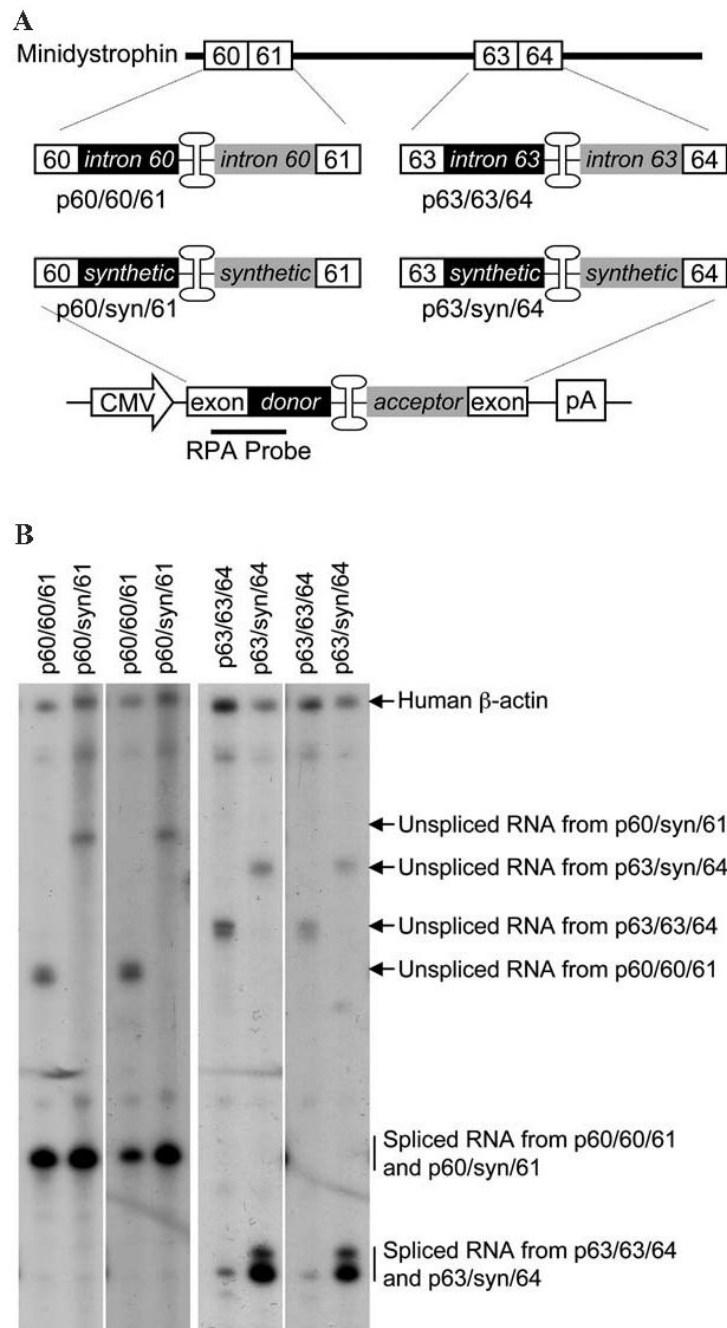 A
Minidystrophin
60 61
63 64
60 intron 60 intron 60 61
63 intron 63 intron 63 64
p60/60/61
p63/63/64
60 synthetic synthetic 61
63 synthetic synthetic 64
p60/syn/61
p63/syn/64
CMV exon donor acceptor exon pA
RPA Probe
B
p60/60/61
p60/syn/61
p60/60/61
p60/syn/61
p63/63/64
p63/syn/64
p63/63/64
p63/syn/64
Human β-actin
Unspliced RNA from p60/syn/61
Unspliced RNA from p63/syn/64
Unspliced RNA from p63/63/64
Unspliced RNA from p60/60/61
Spliced RNA from p60/60/61
and p60/syn/61
Spliced RNA from p63/63/64
and p63/syn/64